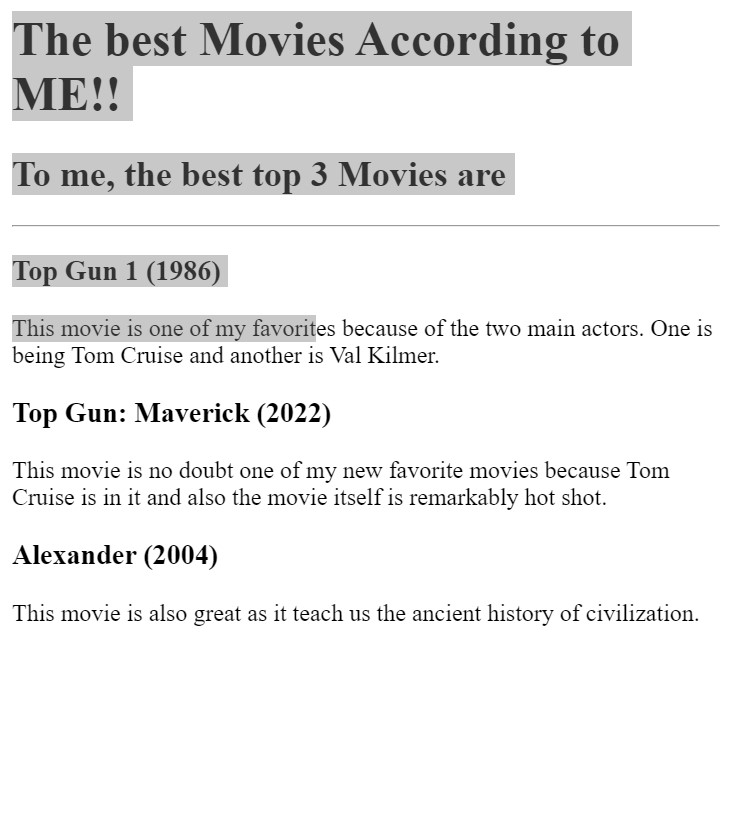 The best Movies According to
ME!!
To me, the best top 3 Movies are
Top Gun 1 (1986)
This movie is one of my favorites because of the two main actors. One is
being Tom Cruise and another is Val Kilmer.
Top Gun: Maverick (2022)
This movie is no doubt one of my new favorite movies because Tom
Cruise is in it and also the movie itself is remarkably hot shot.
Alexander (2004)
This movie is also great as it teach us the ancient history of civilization.